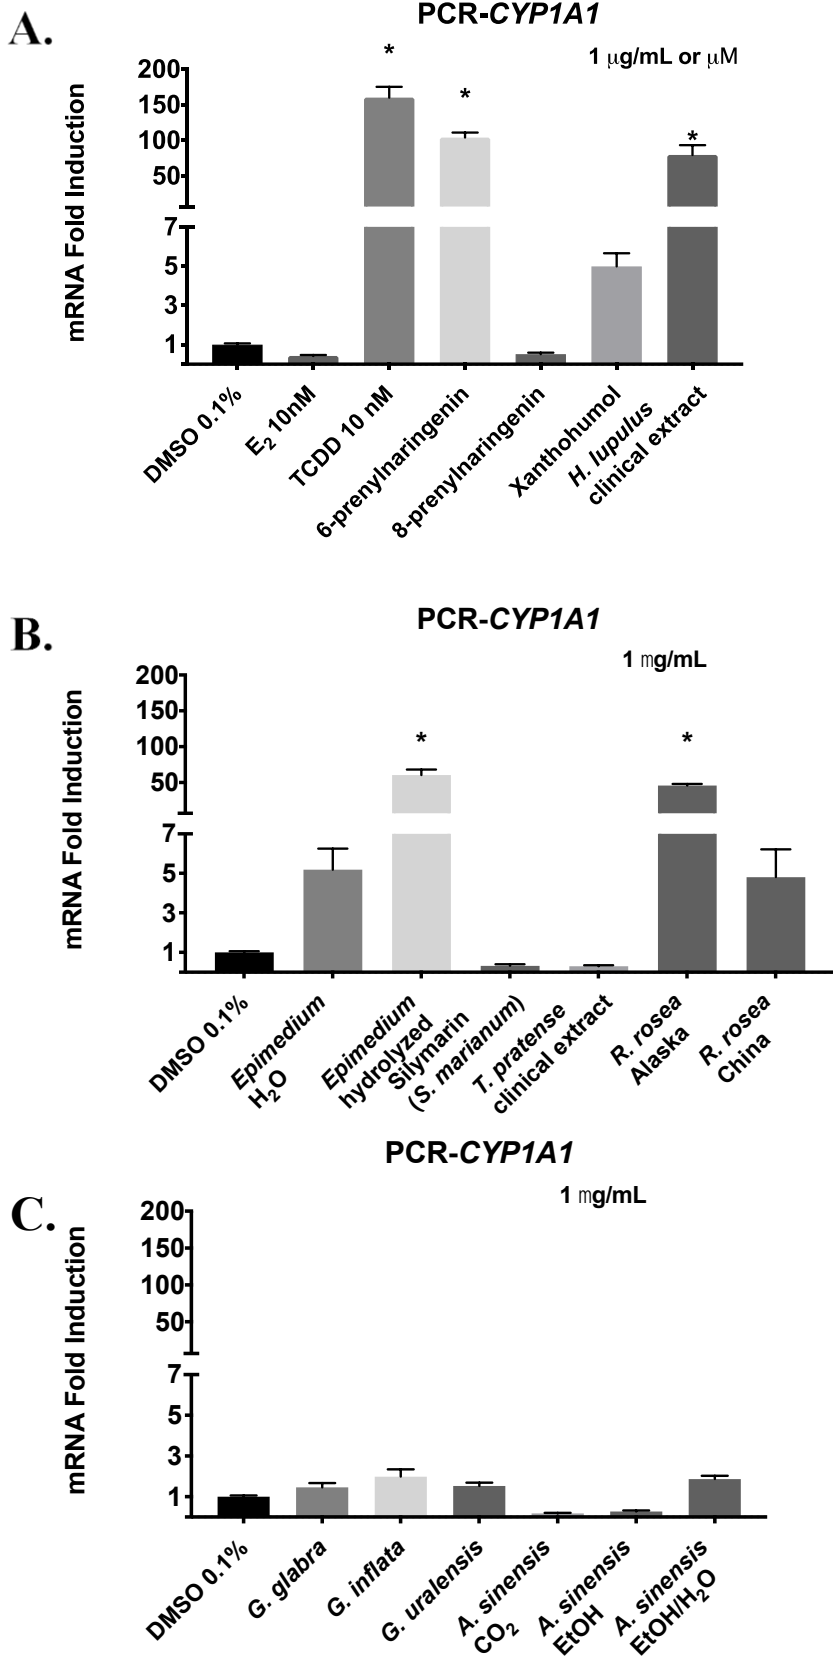 A.
PCR-CYP1A1
1 μg/mL or μM
mRNA Fold Induction
200
150
100
50
7
5
3
1
*
*
*
DMSO 0.1%
E₂ 10nM
TCDD 10 nM
6-prenylnaringenin
8-prenylnaringenin
Xanthohumol
H. lupulus
clinical extract
B.
PCR-CYP1A1
1 mg/mL
mRNA Fold Induction
200
150
100
50
7
5
3
1
*
*
DMSO 0.1%
Epimedium
H₂O
Epimedium
hydrolyzed
Silymarin
(S. marianum)
T. pratense
clinical extract
R. rosea
Alaska
R. rosea
China
C.
PCR-CYP1A1
1 mg/mL
mRNA Fold Induction
200
150
100
50
7
5
3
1
DMSO 0.1%
G. glabra
G. inflata
G. uralensis
A. sinensis
CO₂
A. sinensis
EtOH
A. sinensis
EtOH/H₂O